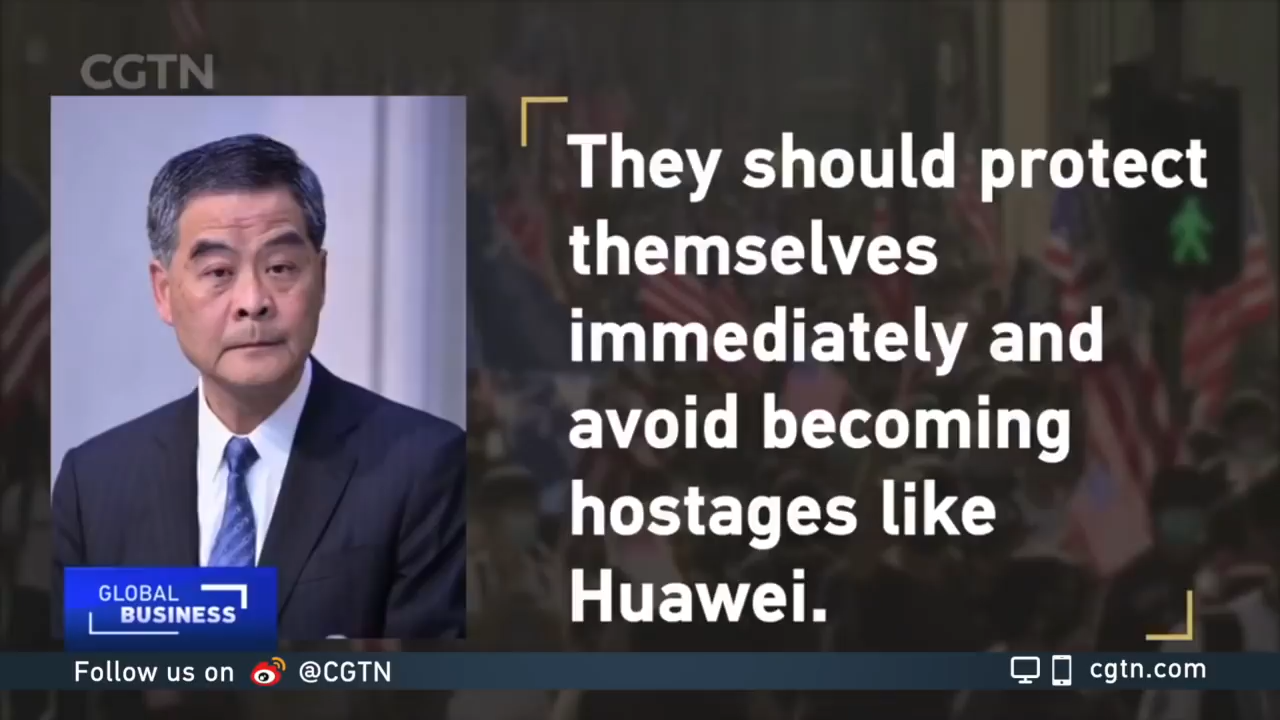 CGTN
They should protect
themselves
immediately and
avoid becoming
hostages like
Huawei.
GLOBAL
BUSINESS
Follow us on @CGTN
cgtn.com